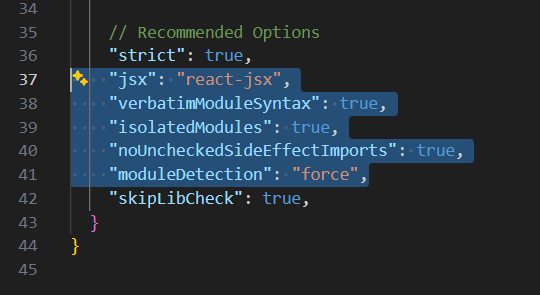 34
35 // Recommended Options
36 "strict": true,
37 "jsx": "react-jsx",
38 "verbatimModuleSyntax": true,
39 "isolatedModules": true,
40 "noUncheckedSideEffectImports": true,
41 "moduleDetection": "force",
42 "skipLibCheck": true,
43 }
44 }
45